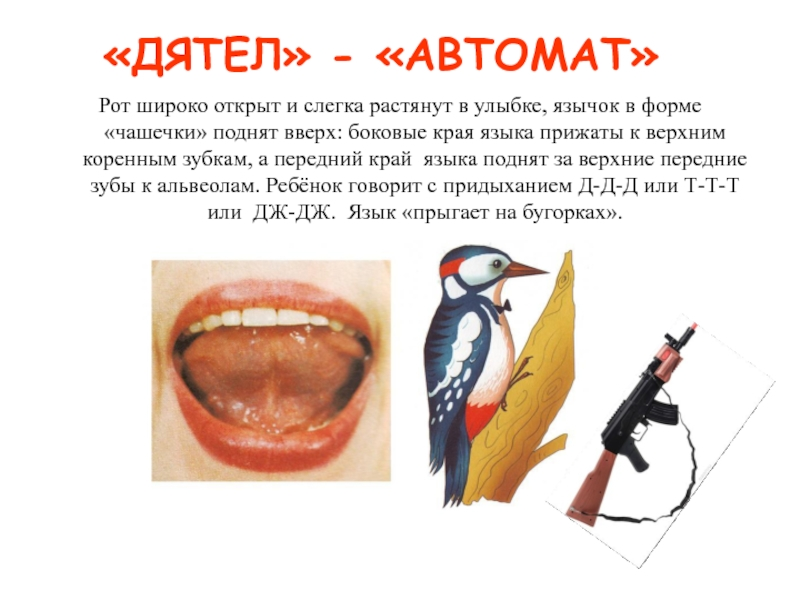 «ДЯТЕЛ» - «АВТОМАТ»
Рот широко открыт и слегка растянут в улыбке, язычок в форме
«чашечки» поднят вверх: боковые края языка прижаты к верхним
коренным зубкам, а передний край языка поднят за верхние передние
зубы к альвеолам. Ребёнок говорит с придыханием Д-Д-Д или Т-Т-Т
или ДЖ-ДЖ. Язык «прыгает на бугорках».